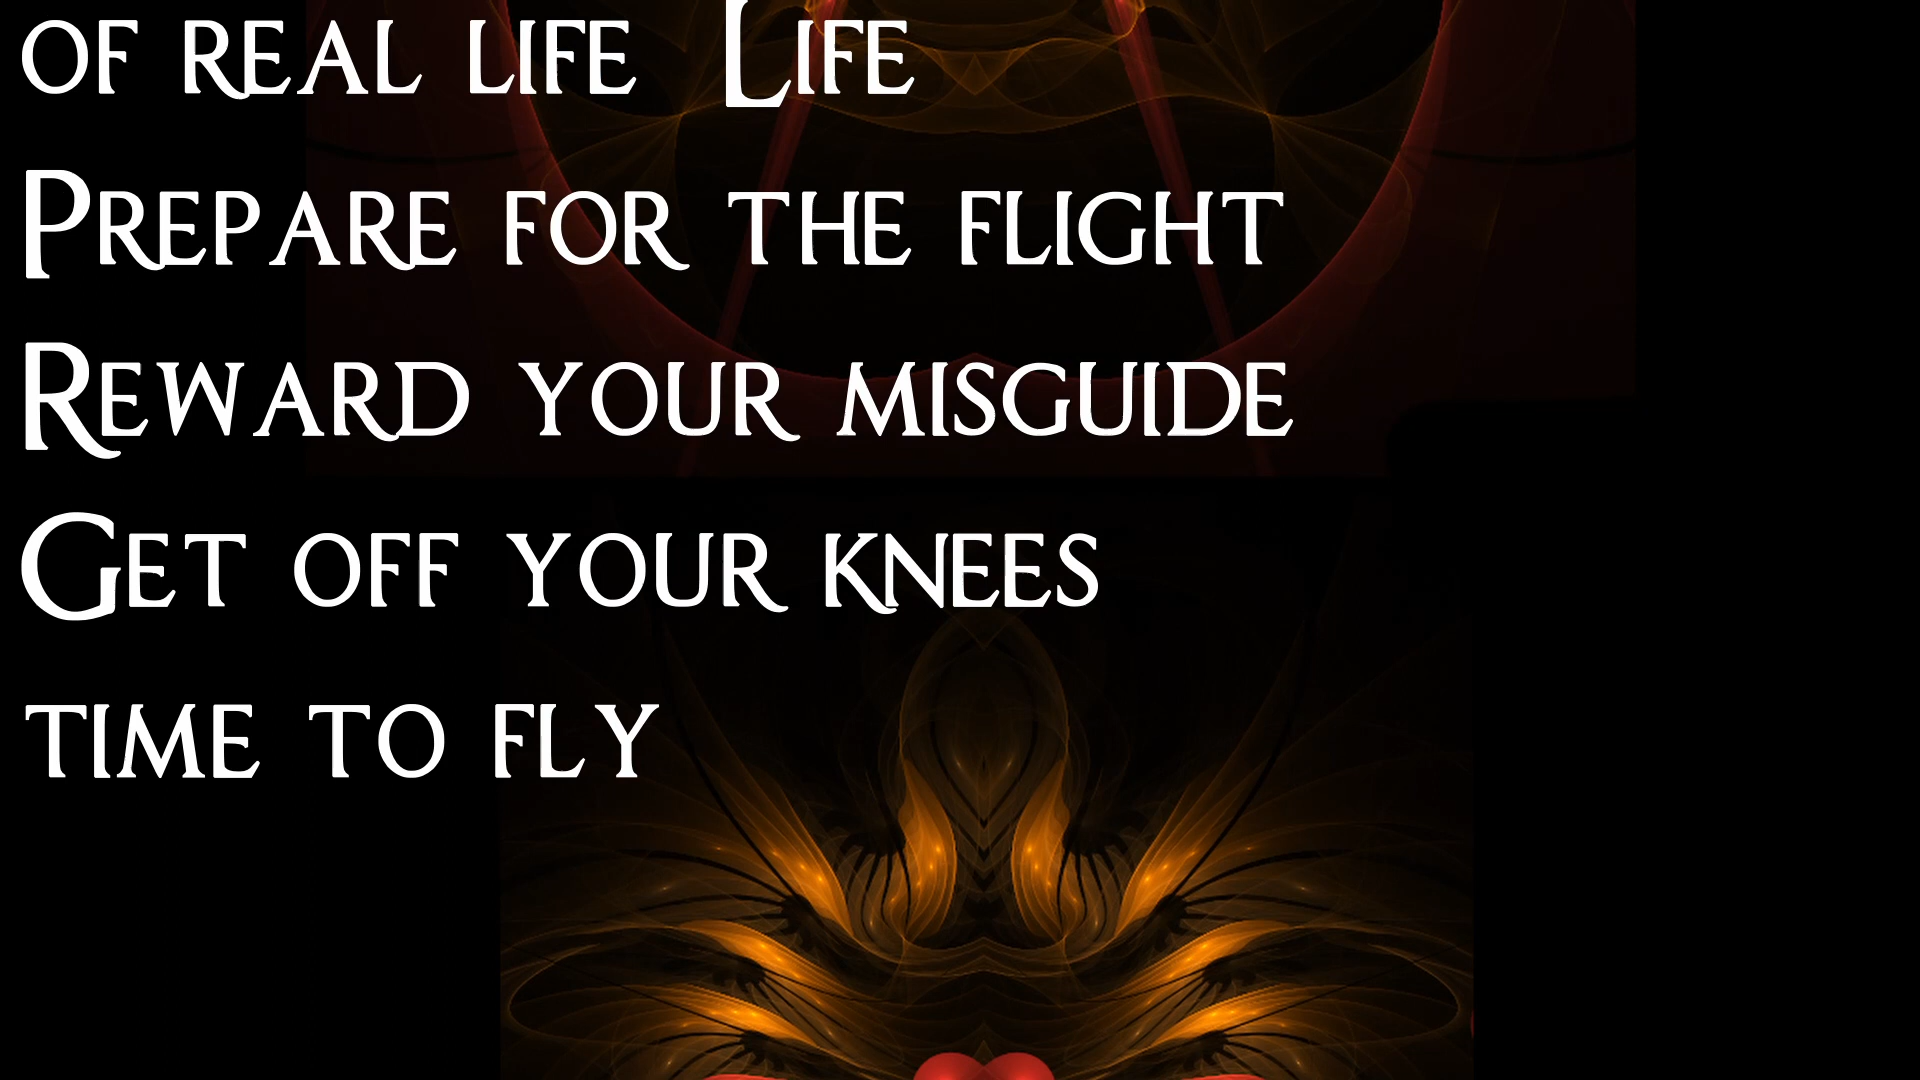 of real life Life
Prepare for the flight
Reward your misguide
Get off your knees
time to fly